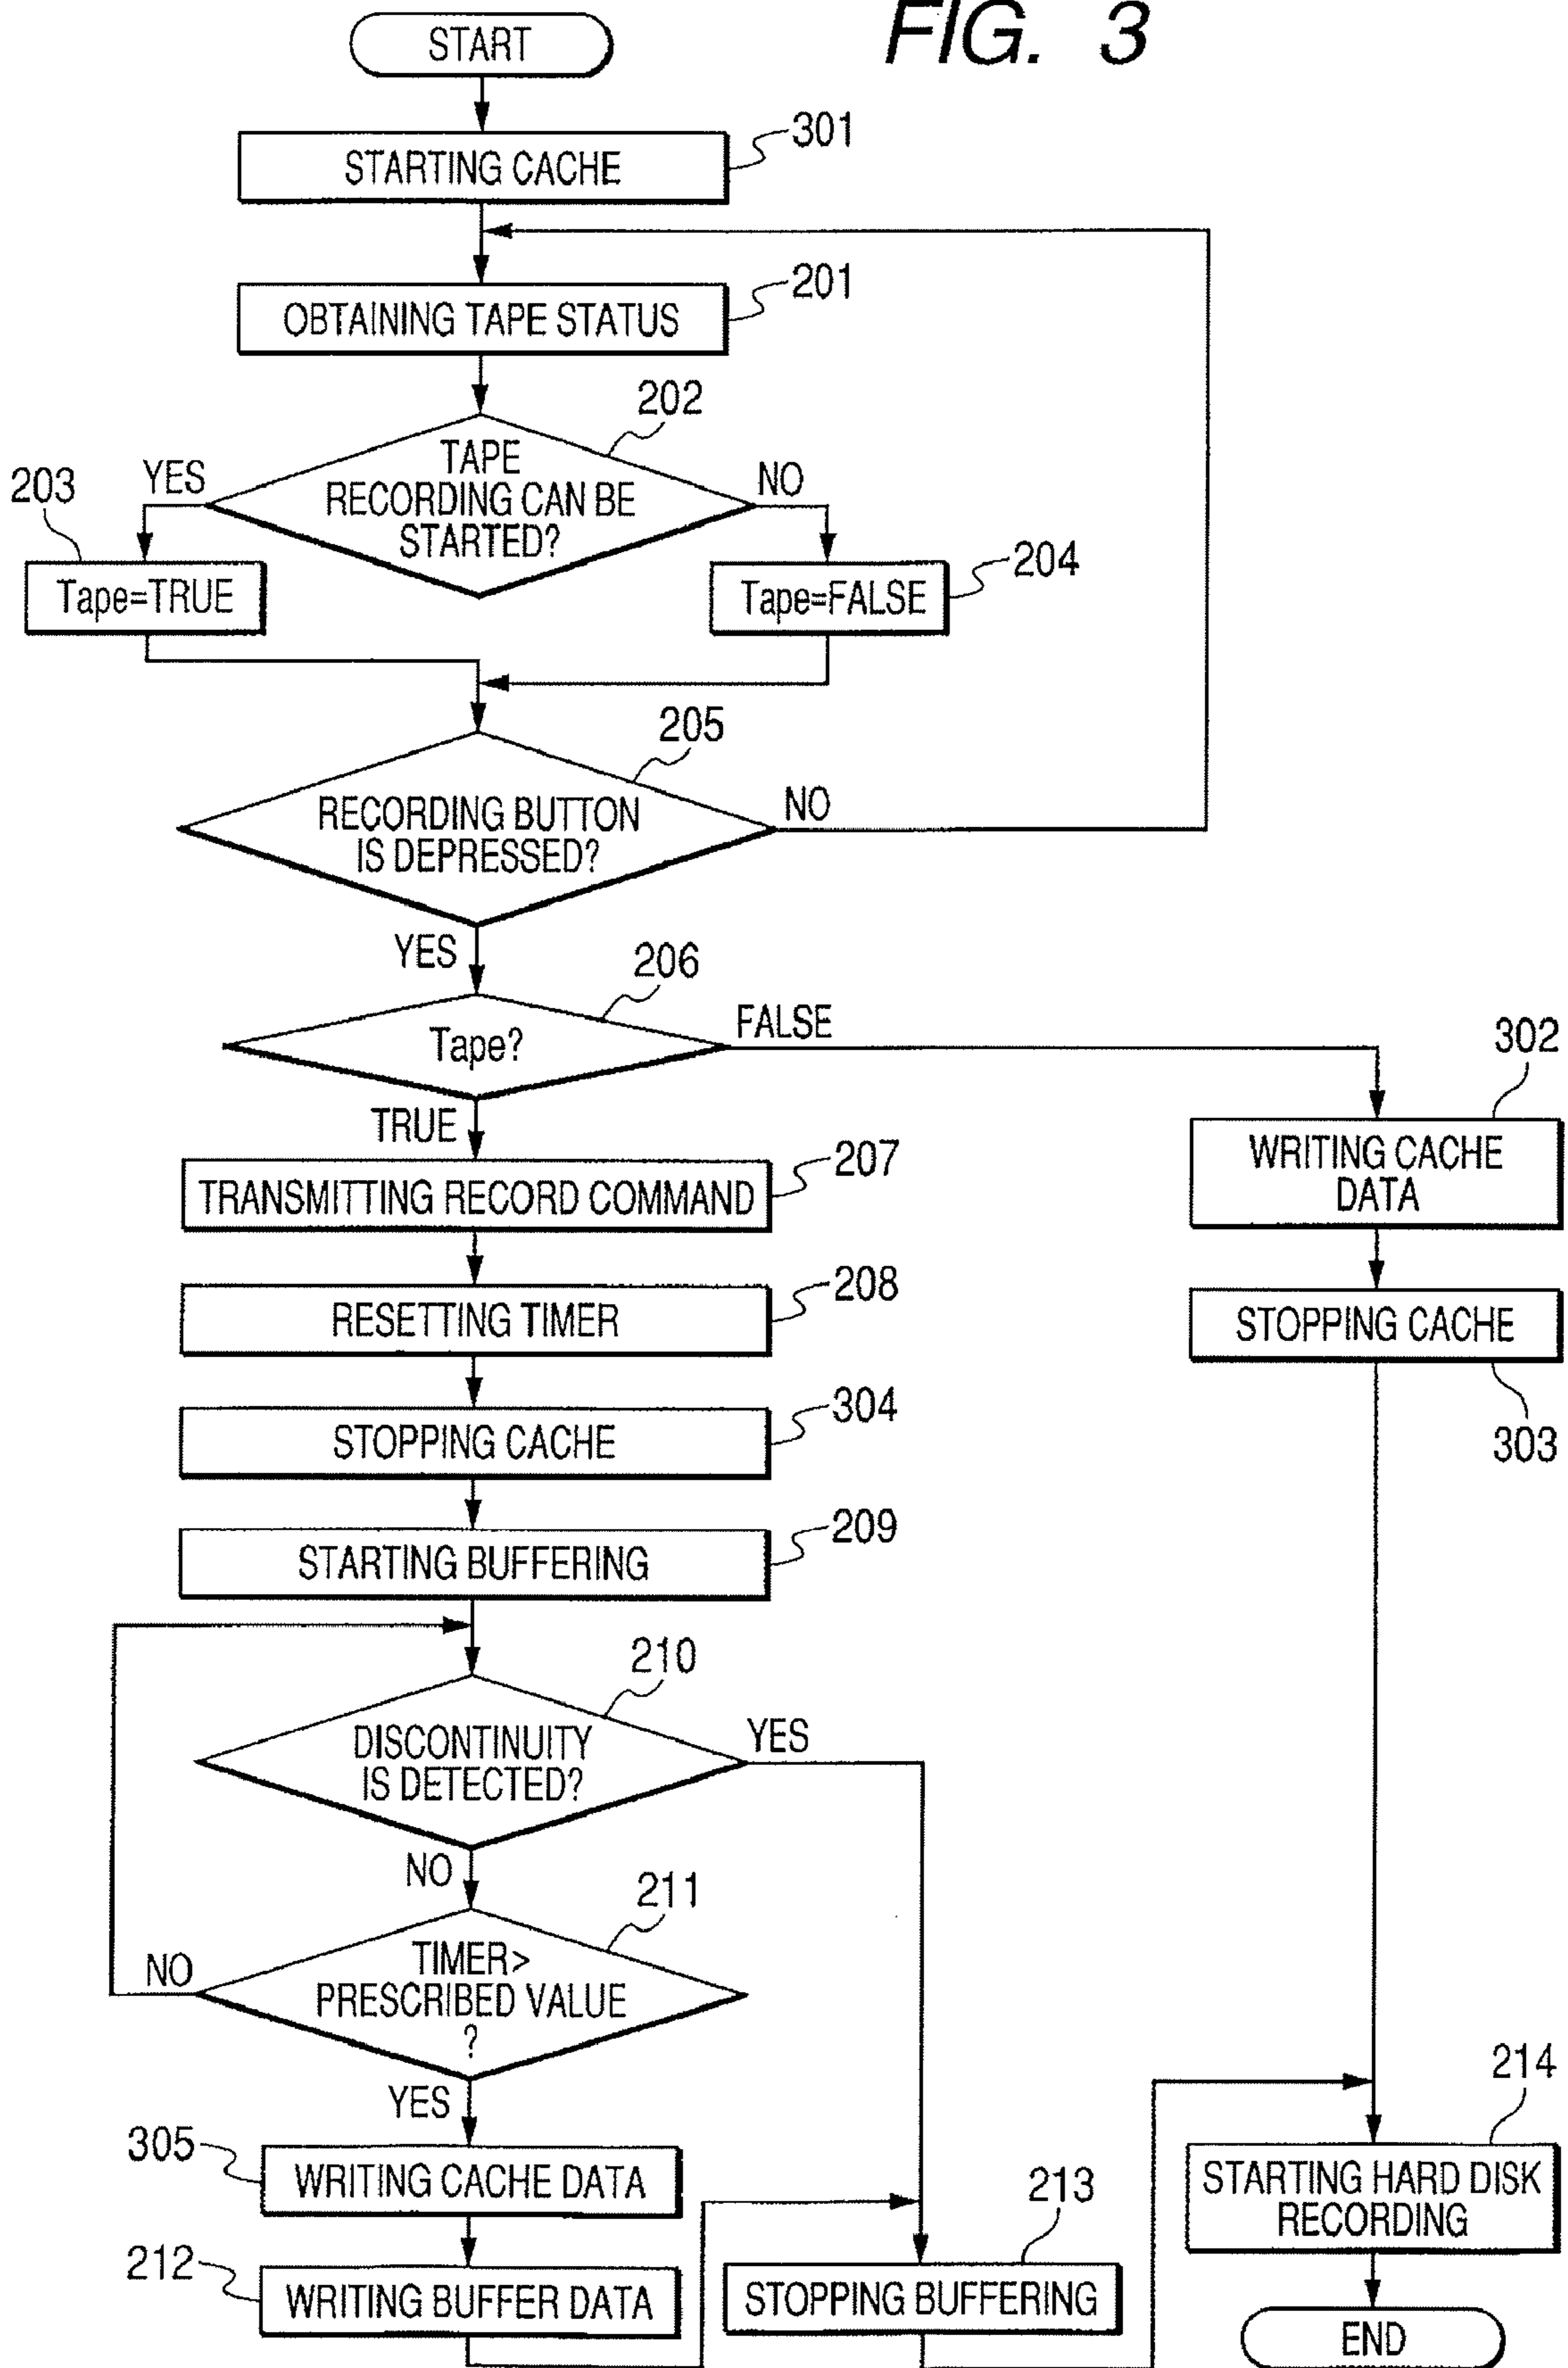 FIG. 3
START
301
STARTING CACHE
201
OBTAINING TAPE STATUS
202
TAPE
RECORDING CAN BE
STARTED?
YES
NO
203
Tape=TRUE
204
Tape=FALSE
205
RECORDING BUTTON
IS DEPRESSED?
NO
YES
206
Tape?
FALSE
TRUE
302
WRITING CACHE
DATA
207
TRANSMITTING RECORD COMMAND
208
RESETTING TIMER
STOPPING CACHE
303
304
STOPPING CACHE
209
STARTING BUFFERING
210
DISCONTINUITY
IS DETECTED?
YES
NO
211
TIMER>
PRESCRIBED VALUE
?
NO
YES
305
WRITING CACHE DATA
212
WRITING BUFFER DATA
213
STOPPING BUFFERING
214
STARTING HARD DISK
RECORDING
END